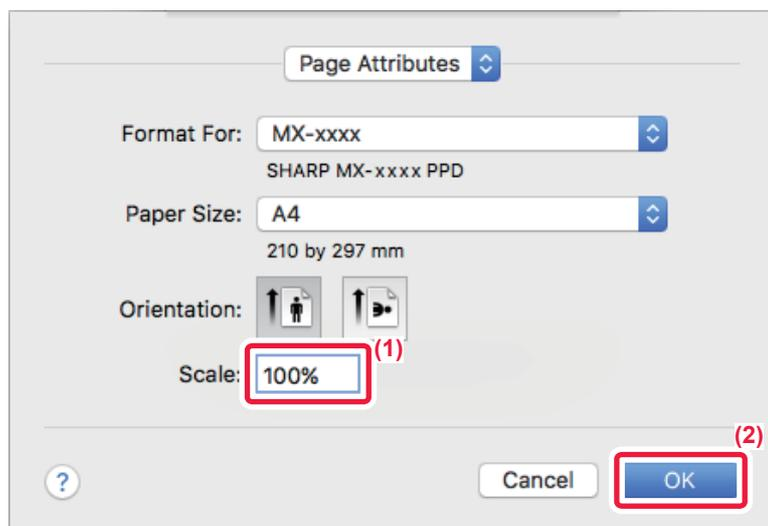 Page Attributes
Format For: MX-xxxx
SHARP MX-xxxx PPD
Paper Size: A4
210 by 297 mm
Orientation:
(1)
Scale: 100%
(2)
? Cancel OK